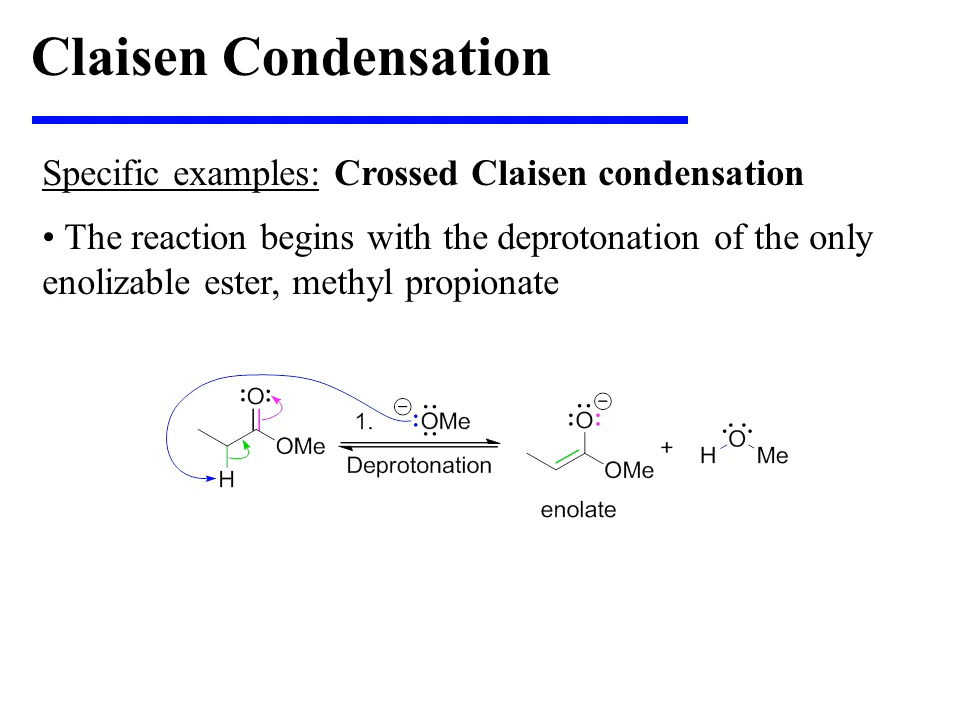 Claisen Condensation
Specific examples: Crossed Claisen condensation
• The reaction begins with the deprotonation of the only
enolizable ester, methyl propionate
O
OMe
H
1. ⊖ OMe
Deprotonation
O ⊖
OMe
enolate
+
H O Me